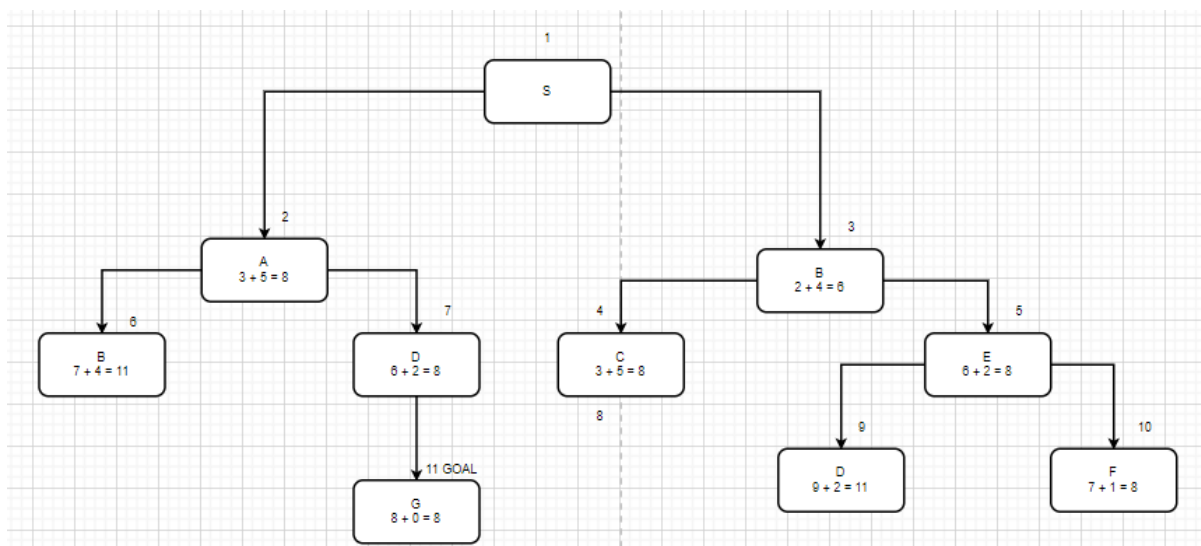 1
S
2
3
A
3 + 5 = 8
B
2 + 4 = 6
6
7
4
5
B
7 + 4 = 11
D
6 + 2 = 8
C
3 + 5 = 8
E
6 + 2 = 8
8
9
10
11 GOAL
G
8 + 0 = 8
D
9 + 2 = 11
F
7 + 1 = 8